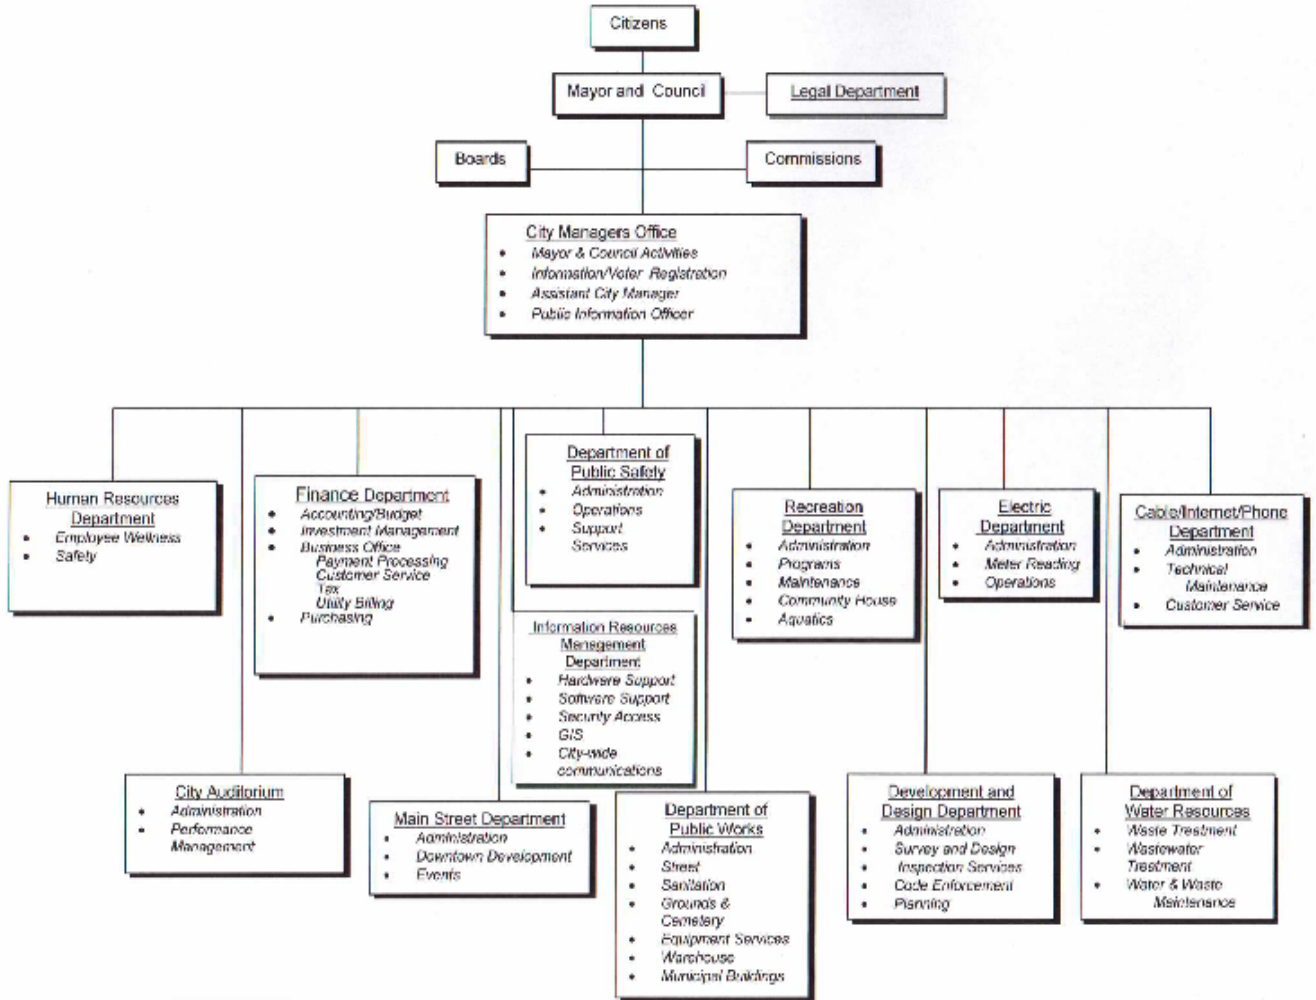 Citizens
Mayor and Council
Legal Department
Boards
Commissions
City Managers Office
• Mayor & Council Activities
• Information/Voter Registration
• Assistant City Manager
• Public Information Officer
Human Resources
Department
• Employee Wellness
• Safety
Finance Department
• Accounting/Budget
• Investment Management
• Business Office
Payment Processing
Customer Service
Tax
Utility Billing
• Purchasing
Department of
Public Safety
• Administration
• Operations
• Support
Services
Recreation
Department
• Administration
• Programs
• Maintenance
• Community House
• Aquatics
Electric
Department
• Administration
• Meter Reading
• Operations
Cable/Internet/Phone
Department
• Administration
• Technical
Maintenance
• Customer Service
Information Resources
Management
Department
• Hardware Support
• Software Support
• Security Access
• GIS
• City-wide
communications
City Auditorium
• Administration
• Performance
Management
Main Street Department
• Administration
• Downtown Development
• Events
Department of
Public Works
• Administration
• Street
• Sanitation
• Grounds &
Cemetery
• Equipment Services
• Warehouse
• Municipal Buildings
Development and
Design Department
• Administration
• Survey and Design
• Inspection Services
• Code Enforcement
• Planning
Department of
Water Resources
• Waste Treatment
• Wastewater
Treatment
• Water & Waste
Maintenance